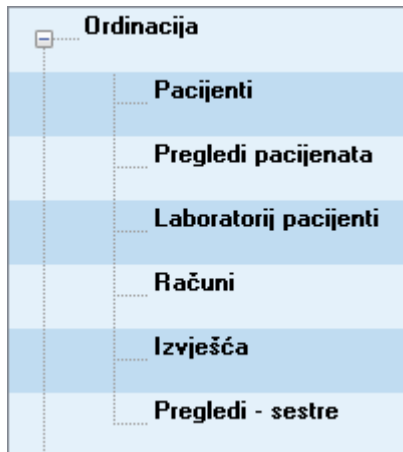 Ordinacija
Pacijenti
Pregledi pacijenata
Laboratorij pacijenti
Računi
Izvješća
Pregledi - sestre